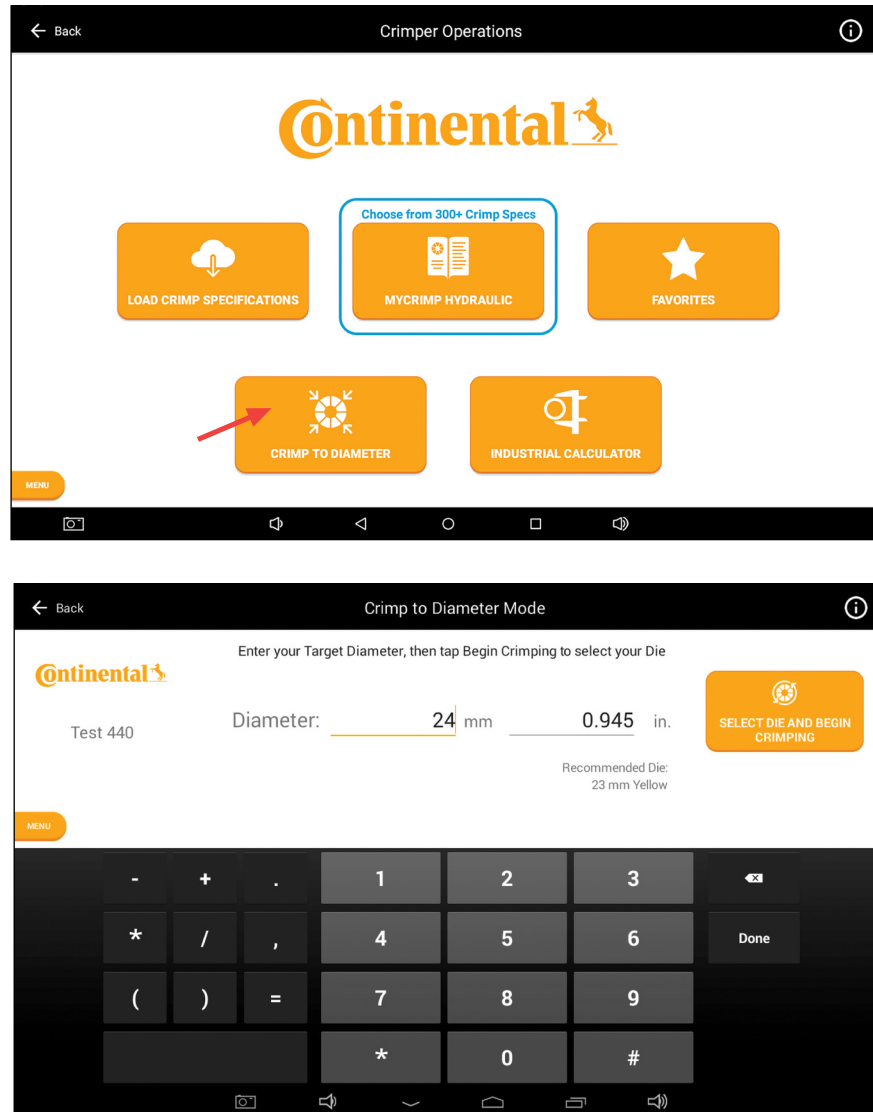 Back
Crimper Operations
Continental
Choose from 300+ Crimp Specs
LOAD CRIMP SPECIFICATIONS
MYCRIMP HYDRAULIC
FAVORITES
CRIMP TO DIAMETER
INDUSTRIAL CALCULATOR
MENU
Back
Crimp to Diameter Mode
Enter your Target Diameter, then tap Begin Crimping to select your Die
Continental
Test 440
Diameter: 24 mm 0.945 in.
SELECT DIE AND BEGIN
CRIMPING
Recommended Die:
23 mm Yellow
MENU
- + . 1 2 3
* / , 4 5 6 Done
( ) = 7 8 9
* 0 #